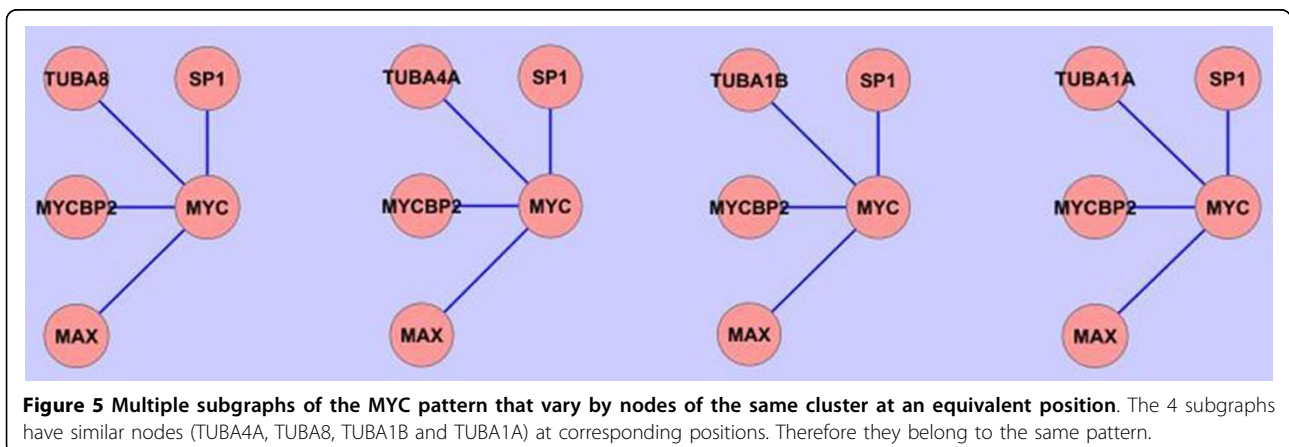 TUBA8 SP1 TUBA4A SP1 TUBA1B SP1 TUBA1A SP1
MYCBP2 MYC MYCBP2 MYC MYCBP2 MYC MYCBP2 MYC
MAX MAX MAX MAX
Figure 5 Multiple subgraphs of the MYC pattern that vary by nodes of the same cluster at an equivalent position. The 4 subgraphs
have similar nodes (TUBA4A, TUBA8, TUBA1B and TUBA1A) at corresponding positions. Therefore they belong to the same pattern.